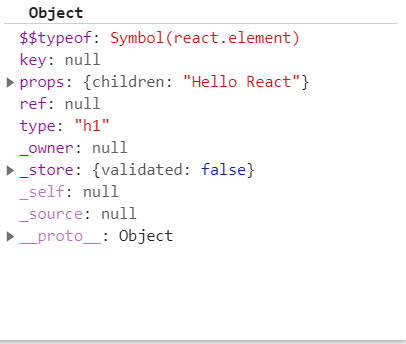 Object
$$typeof: Symbol(react.element)
key: null
props: {children: "Hello React"}
ref: null
type: "h1"
_owner: null
_store: {validated: false}
_self: null
_source: null
__proto__: Object